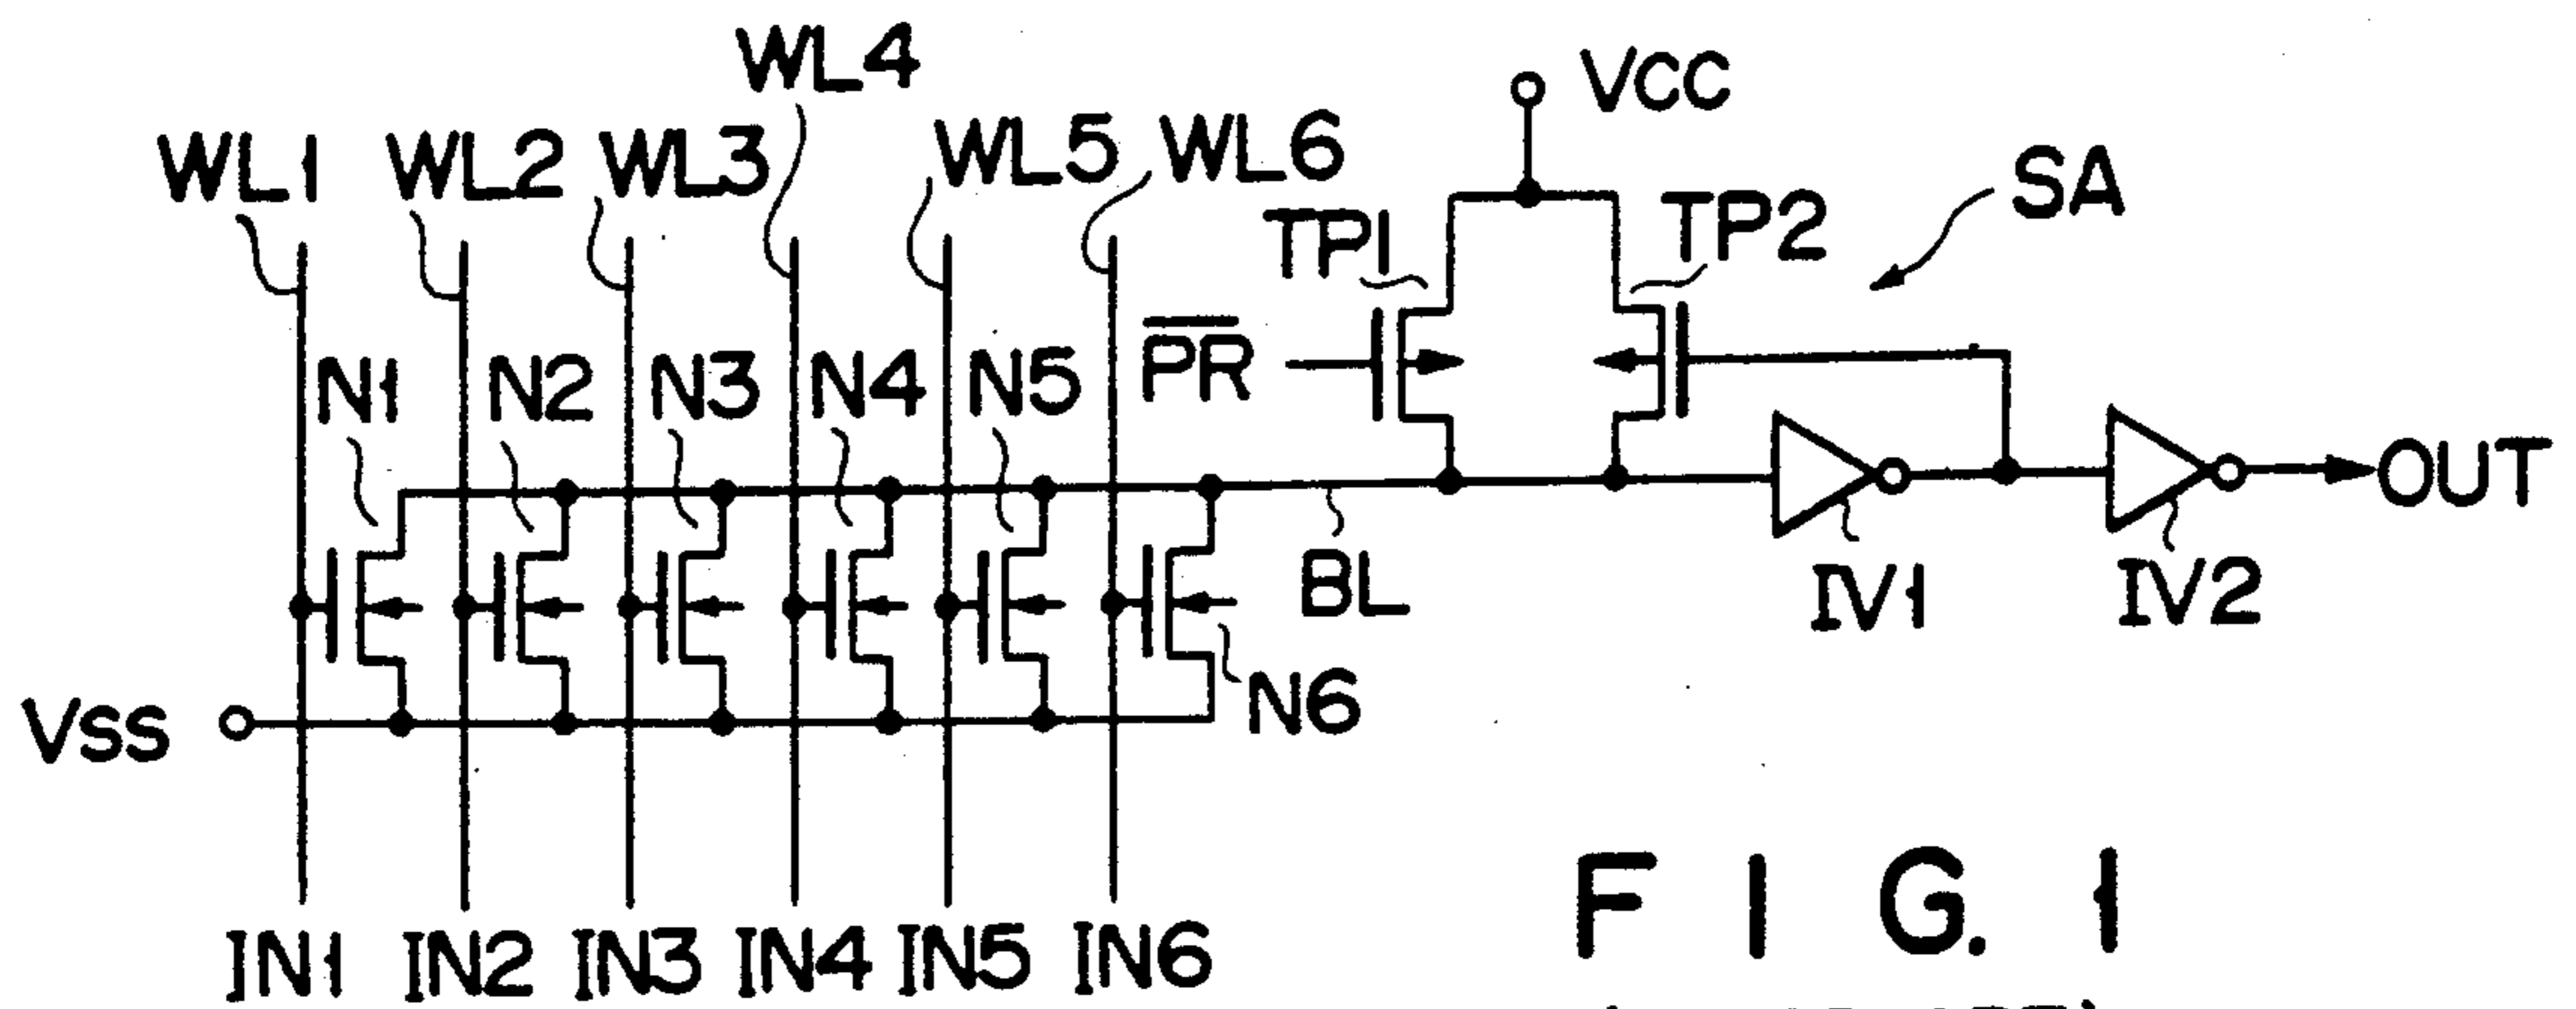 WL1 WL2 WL3 WL4 WL5 WL6 VCC
TP1 TP2 SA
N1 N2 N3 N4 N5 P̅R̅
OUT
BL IV1 IV2
VSS N6
IN1 IN2 IN3 IN4 IN5 IN6
FIG. 1